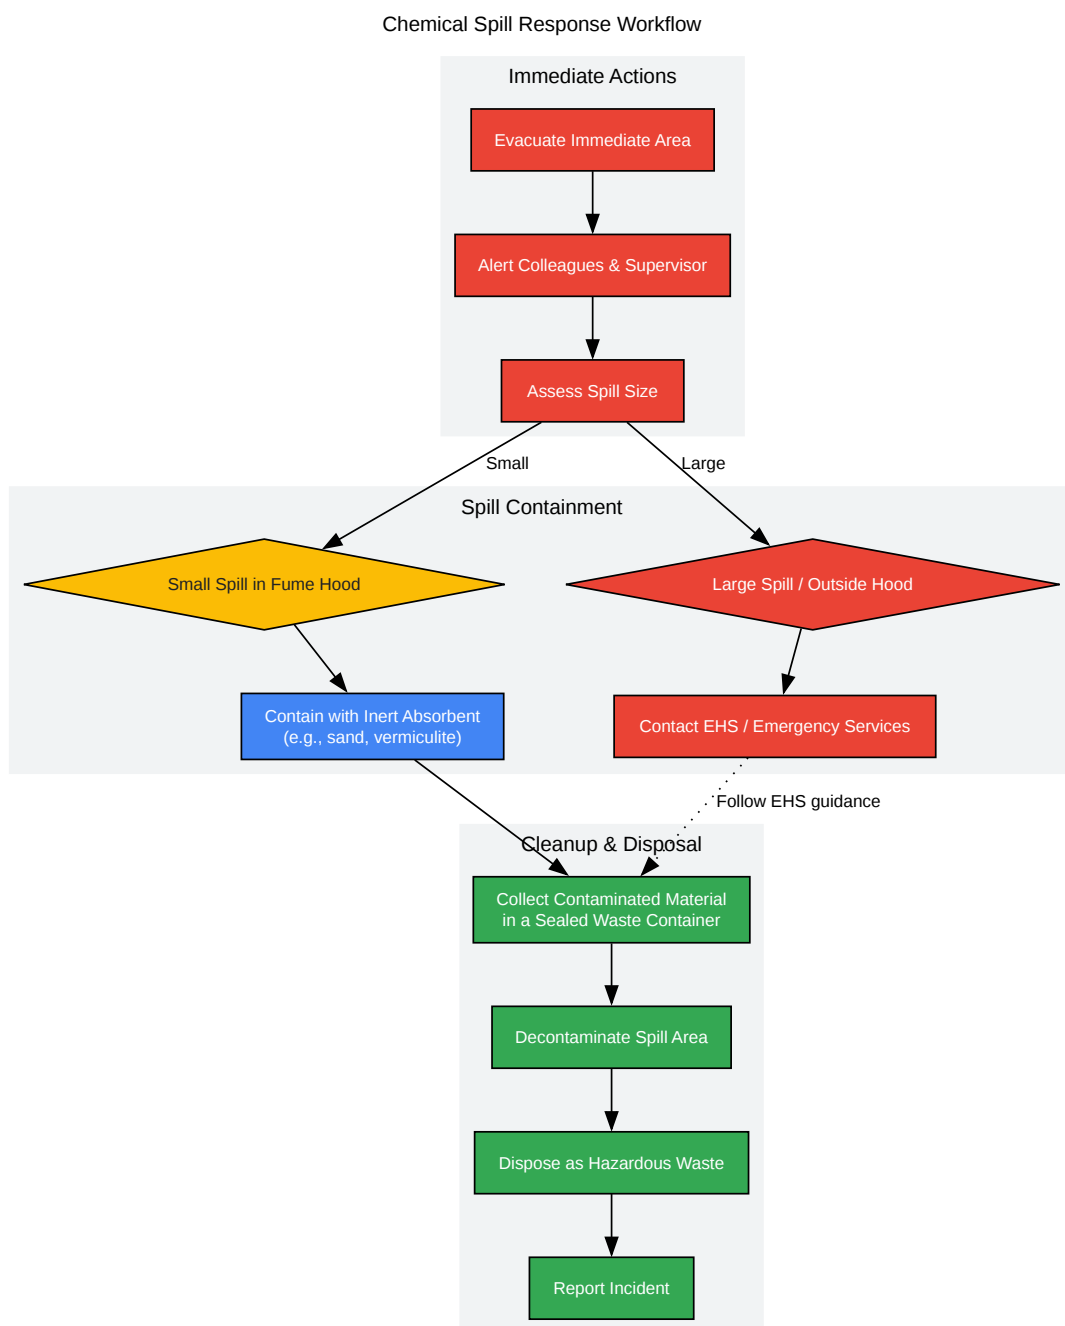 Chemical Spill Response Workflow
Immediate Actions
Evacuate Immediate Area
Alert Colleagues & Supervisor
Assess Spill Size
Small
Large
Spill Containment
Small Spill in Fume Hood
Large Spill / Outside Hood
Contain with Inert Absorbent
(e.g., sand, vermiculite)
Contact EHS / Emergency Services
Follow EHS guidance
Cleanup & Disposal
Collect Contaminated Material
in a Sealed Waste Container
Decontaminate Spill Area
Dispose as Hazardous Waste
Report Incident